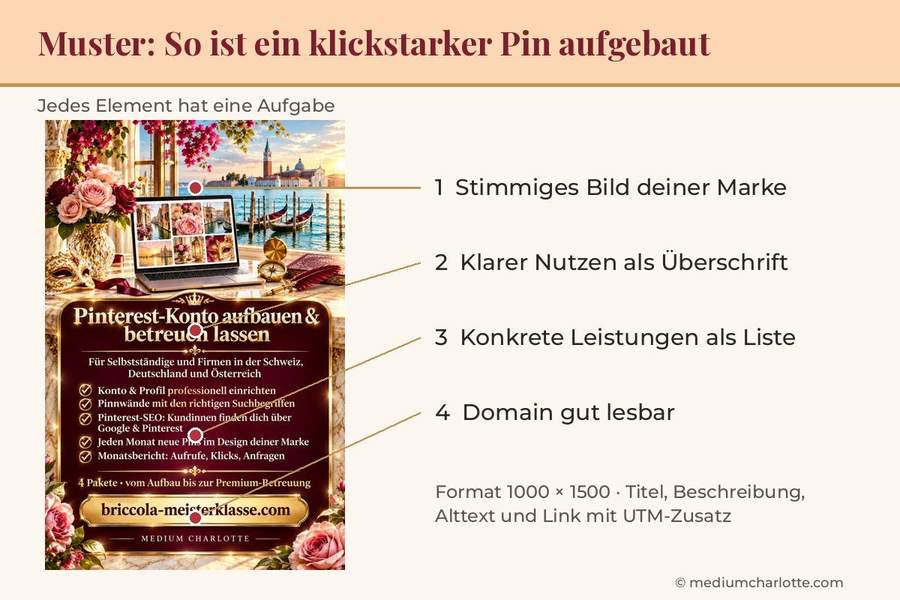 Muster: So ist ein klickstarker Pin aufgebaut
Jedes Element hat eine Aufgabe
Pinterest-Konto aufbauen &
betreuen lassen
Für Selbstständige und Firmen in der Schweiz,
Deutschland und Österreich
Konto & Profil professionell einrichten
Pinnwände mit den richtigen Suchbegriffen
Pinterest-SEO: Kundinnen finden dich über
Google & Pinterest
Jeden Monat neue Pins im Design deiner Marke
Monatsbericht: Aufrufe, Klicks, Anfragen
4 Pakete • vom Aufbau bis zur Premium-Betreuung
briccola-meisterklasse.com
MEDIUM CHARLOTTE
1 Stimmiges Bild deiner Marke
2 Klarer Nutzen als Überschrift
3 Konkrete Leistungen als Liste
4 Domain gut lesbar
Format 1000 × 1500 · Titel, Beschreibung,
Alttext und Link mit UTM-Zusatz
© mediumcharlotte.com